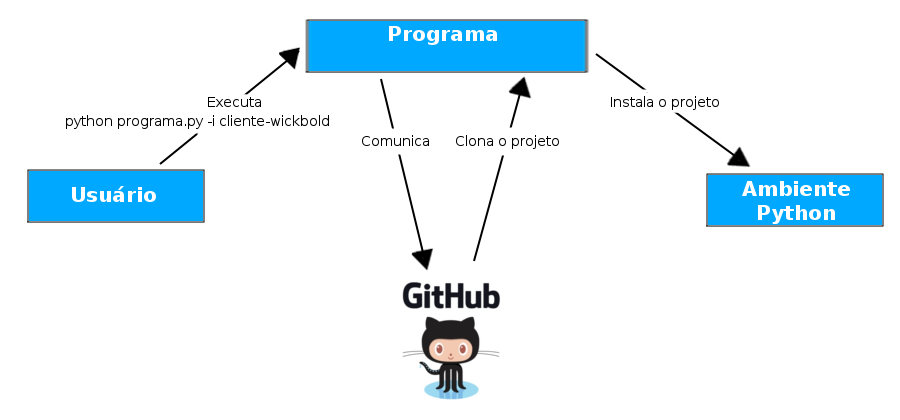 Programa
Executa
python programa.py -i cliente-wickbold
Instala o projeto
Comunica
Clona o projeto
Usuário
Ambiente
Python
GitHub